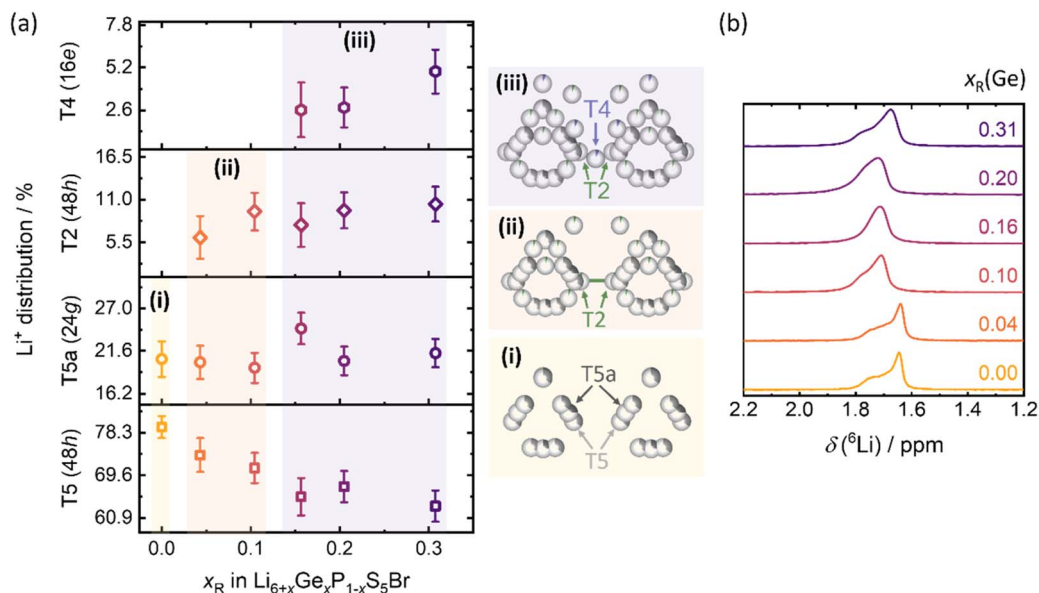 (a)
Li⁺ distribution / %
T4 (16e)
7.8
5.2
2.6
(iii)
T2 (48h)
16.5
11.0
5.5
(ii)
T5a (24g)
27.0
21.6
16.2
(i)
T5 (48h)
78.3
69.6
60.9
0.0 0.1 0.2 0.3
x_R in Li₆₊ₓGeₓP₁₋ₓS₅Br
(iii)
T4
T2
(ii)
T2
(i)
T5a
T5
(b)
x_R(Ge)
0.31
0.20
0.16
0.10
0.04
0.00
2.2 2.0 1.8 1.6 1.4 1.2
δ(⁶Li) / ppm